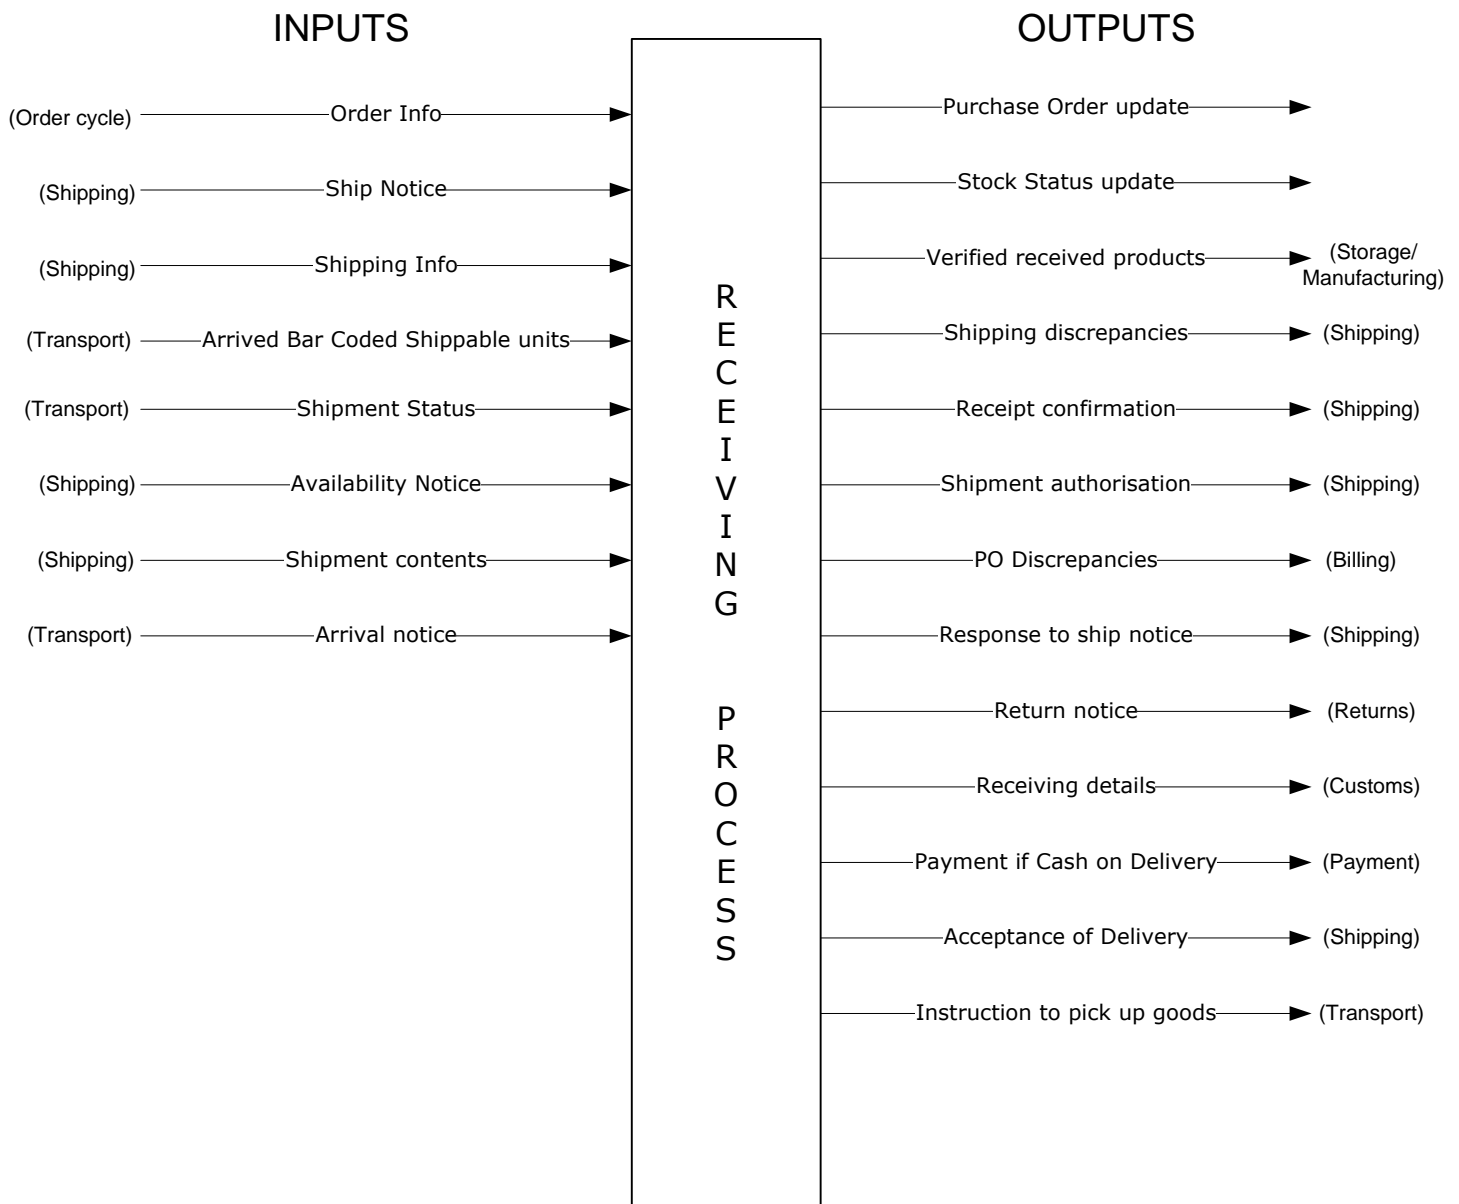 INPUTS
OUTPUTS
(Order cycle) Order Info
(Shipping) Ship Notice
(Shipping) Shipping Info
(Transport) Arrived Bar Coded Shippable units
(Transport) Shipment Status
(Shipping) Availability Notice
(Shipping) Shipment contents
(Transport) Arrival notice
RECEIVING
PROCESS
Purchase Order update
Stock Status update
Verified received products (Storage/
Manufacturing)
Shipping discrepancies (Shipping)
Receipt confirmation (Shipping)
Shipment authorisation (Shipping)
PO Discrepancies (Billing)
Response to ship notice (Shipping)
Return notice (Returns)
Receiving details (Customs)
Payment if Cash on Delivery (Payment)
Acceptance of Delivery (Shipping)
Instruction to pick up goods (Transport)